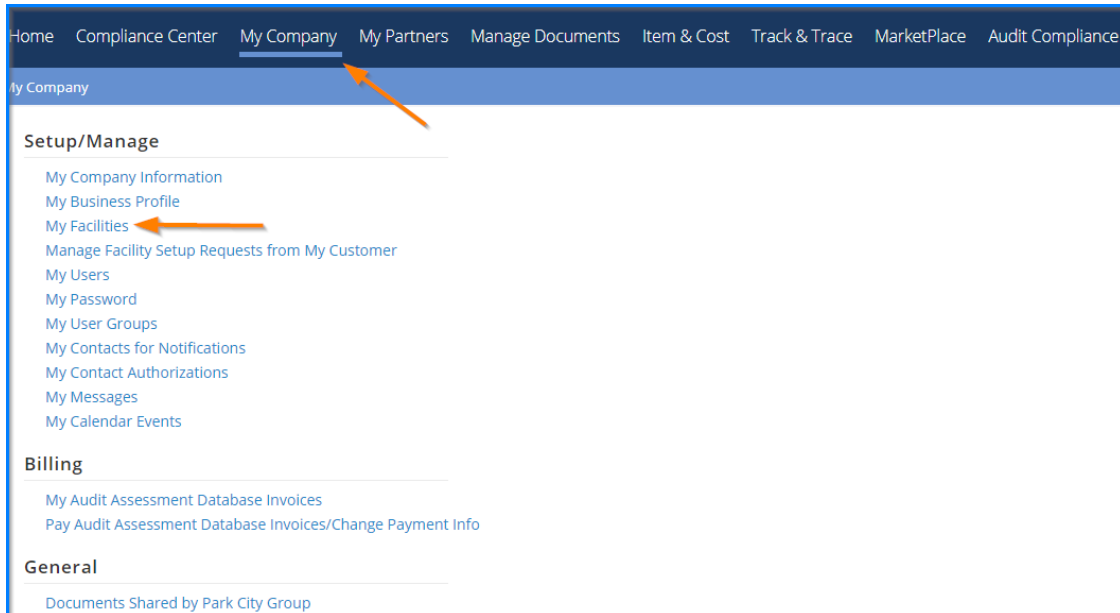 Home Compliance Center My Company My Partners Manage Documents Item & Cost Track & Trace MarketPlace Audit Compliance
My Company
Setup/Manage
My Company Information
My Business Profile
My Facilities
Manage Facility Setup Requests from My Customer
My Users
My Password
My User Groups
My Contacts for Notifications
My Contact Authorizations
My Messages
My Calendar Events
Billing
My Audit Assessment Database Invoices
Pay Audit Assessment Database Invoices/Change Payment Info
General
Documents Shared by Park City Group